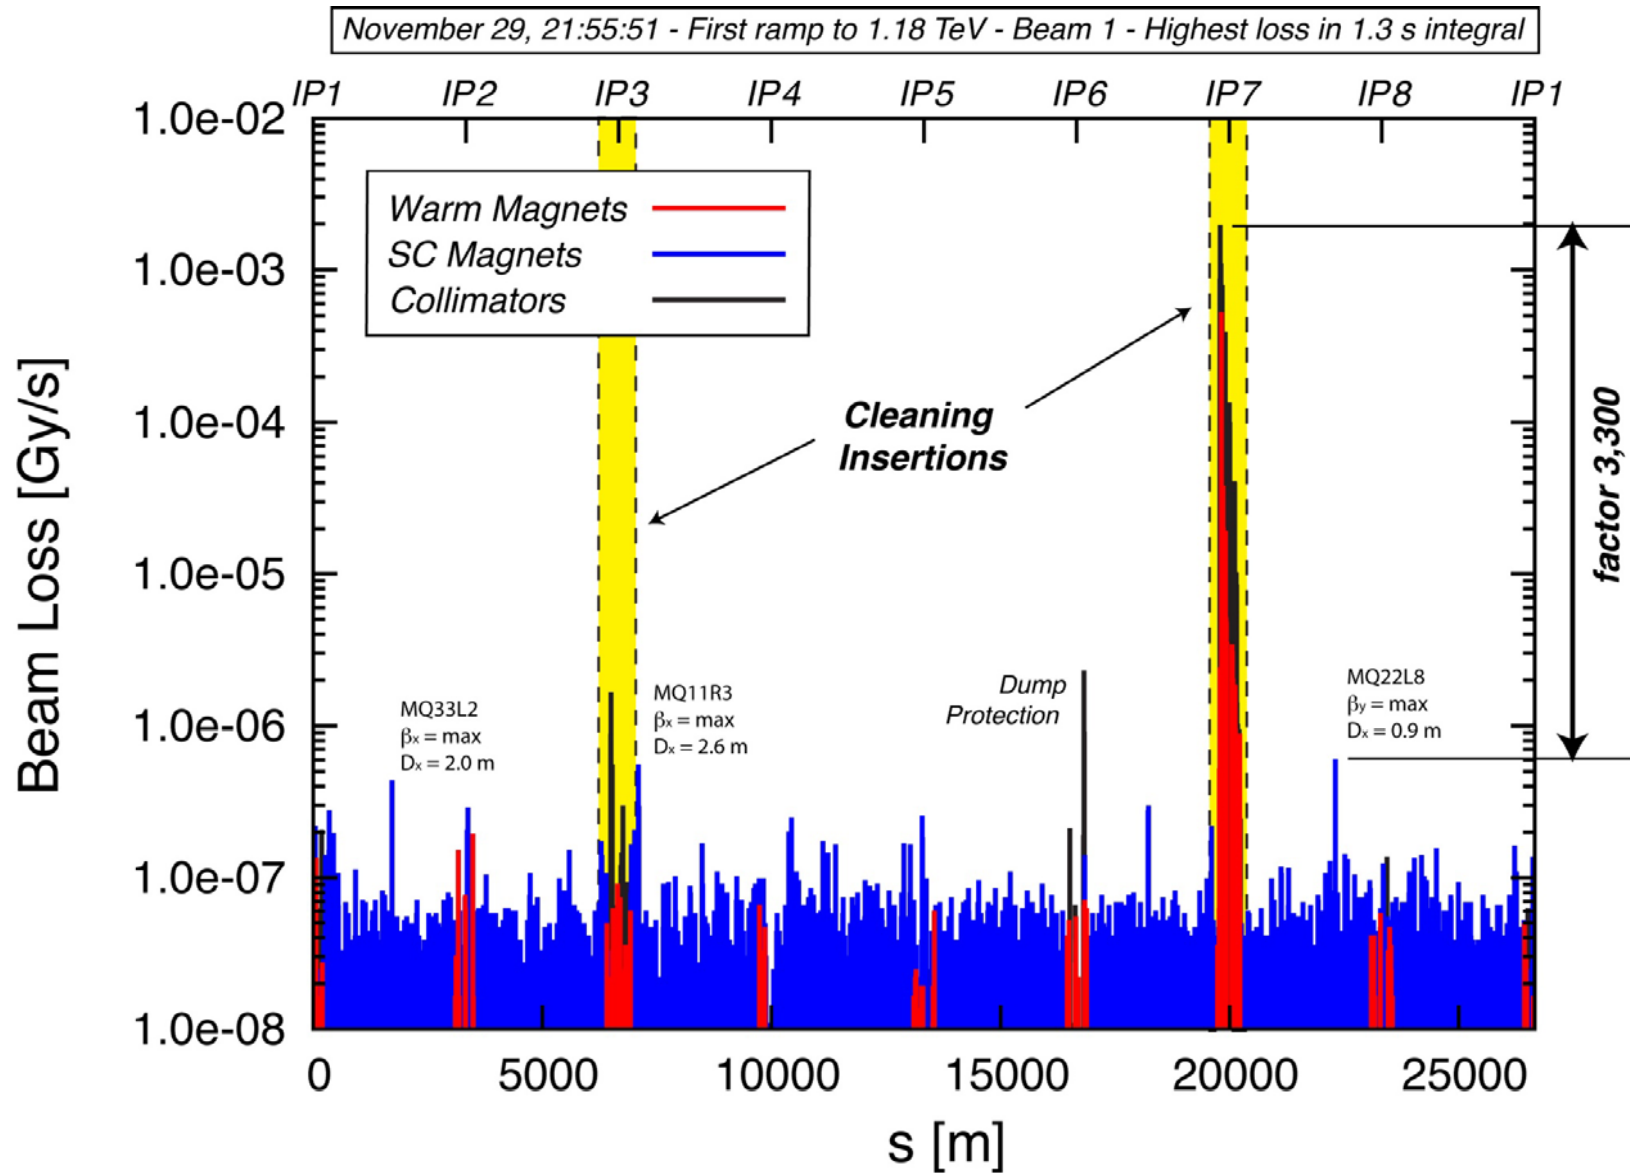 November 29, 21:55:51 - First ramp to 1.18 TeV - Beam 1 - Highest loss in 1.3 s integral
IP1 IP2 IP3 IP4 IP5 IP6 IP7 IP8 IP1
1.0e-02
1.0e-03
1.0e-04
1.0e-05
1.0e-06
1.0e-07
1.0e-08
Beam Loss [Gy/s]
Warm Magnets
SC Magnets
Collimators
Cleaning
Insertions
factor 3,300
MQ33L2
βx = max
Dx = 2.0 m
MQ11R3
βx = max
Dx = 2.6 m
Dump
Protection
MQ22L8
βy = max
Dx = 0.9 m
0 5000 10000 15000 20000 25000
s [m]